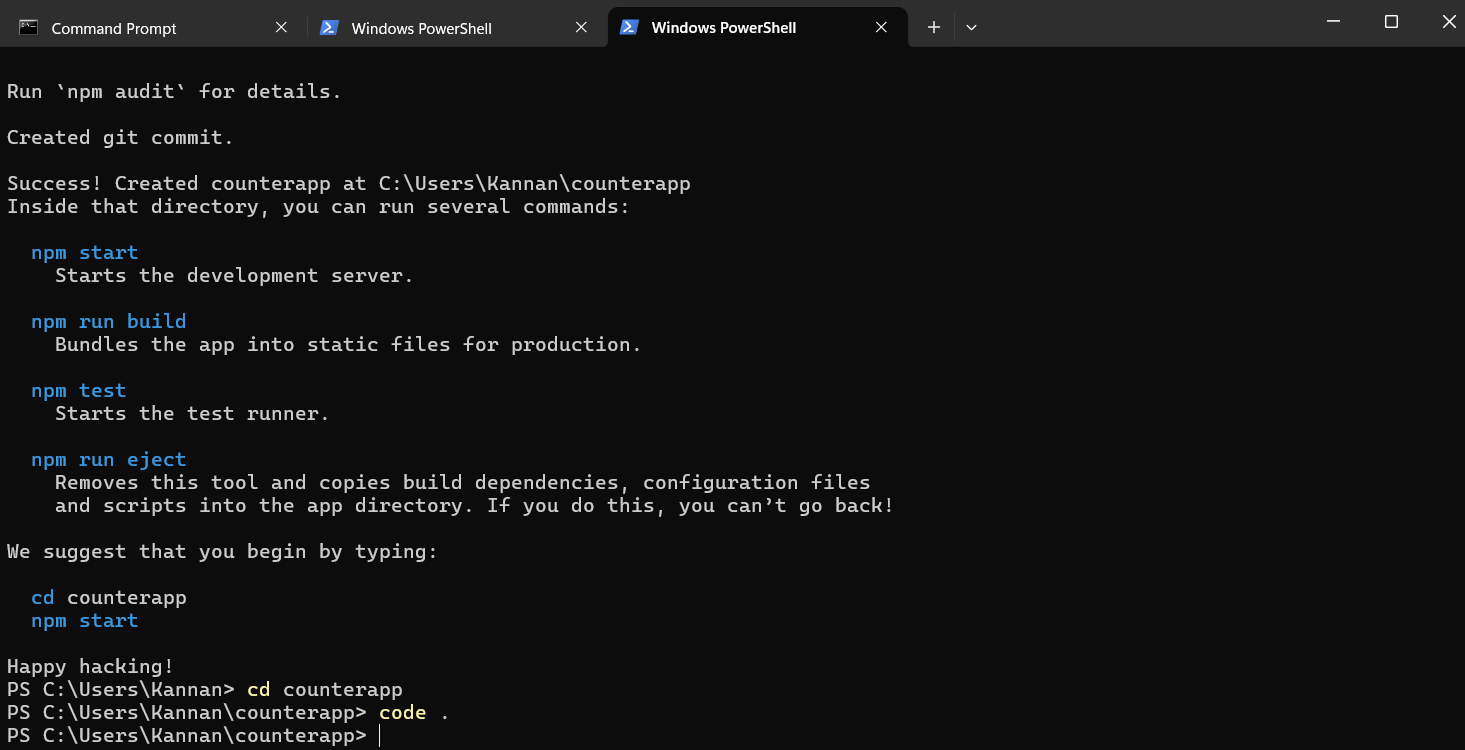 Command Prompt
Windows PowerShell
Windows PowerShell
Run `npm audit` for details.
Created git commit.
Success! Created counterapp at C:\Users\Kannan\counterapp
Inside that directory, you can run several commands:
npm start
Starts the development server.
npm run build
Bundles the app into static files for production.
npm test
Starts the test runner.
npm run eject
Removes this tool and copies build dependencies, configuration files
and scripts into the app directory. If you do this, you can’t go back!
We suggest that you begin by typing:
cd counterapp
npm start
Happy hacking!
PS C:\Users\Kannan> cd counterapp
PS C:\Users\Kannan\counterapp> code .
PS C:\Users\Kannan\counterapp>